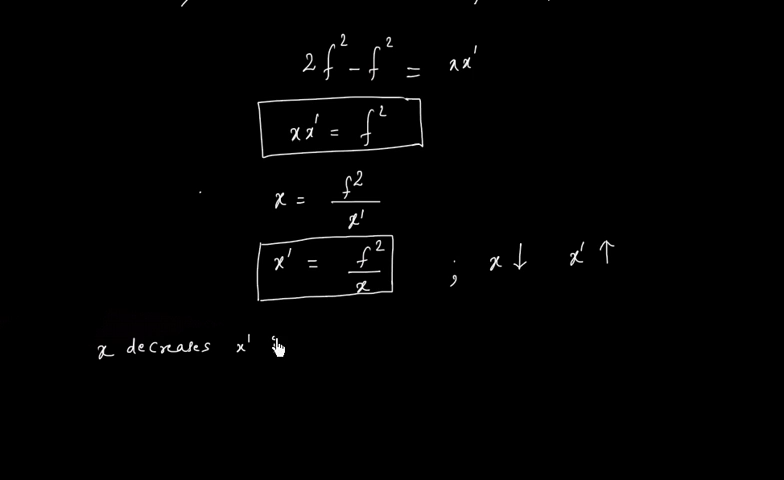 2f² - f² = xx'
xx' = f²
x = f²/x'
x' = f²/x ; x ↓ x' ↑
x decreases x'